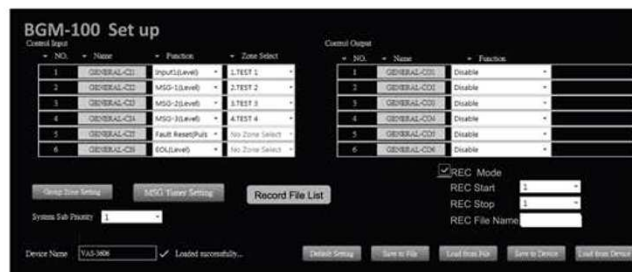 BGM-100 Set up
Control Input
NO. Name Function Zone Select
1 GENERAL-CI1 Input1(Level) 1.TEST 1
2 GENERAL-CI2 MSG-1(Level) 2.TEST 2
3 GENERAL-CI3 MSG-2(Level) 3.TEST 3
4 GENERAL-CI4 MSG-3(Level) 4.TEST 4
5 GENERAL-CI5 Fault Reset(Puls No Zone Select
6 GENERAL-CI6 EOL(Level) No Zone Select
Control Output
NO. Name Function
1 GENERAL-CO1 Disable
2 GENERAL-CO2 Disable
3 GENERAL-CO3 Disable
4 GENERAL-CO4 Disable
5 GENERAL-CO5 Disable
6 GENERAL-CO6 Disable
REC Mode
REC Start 1
REC Stop 1
REC File Name
Group Zone Setting MSG Timer Setting Record File List
System Sub Priority 1
Device Name VAS-3606 Loaded successfully...
Default Setting Save to File Load from File Save to Device Load from Device